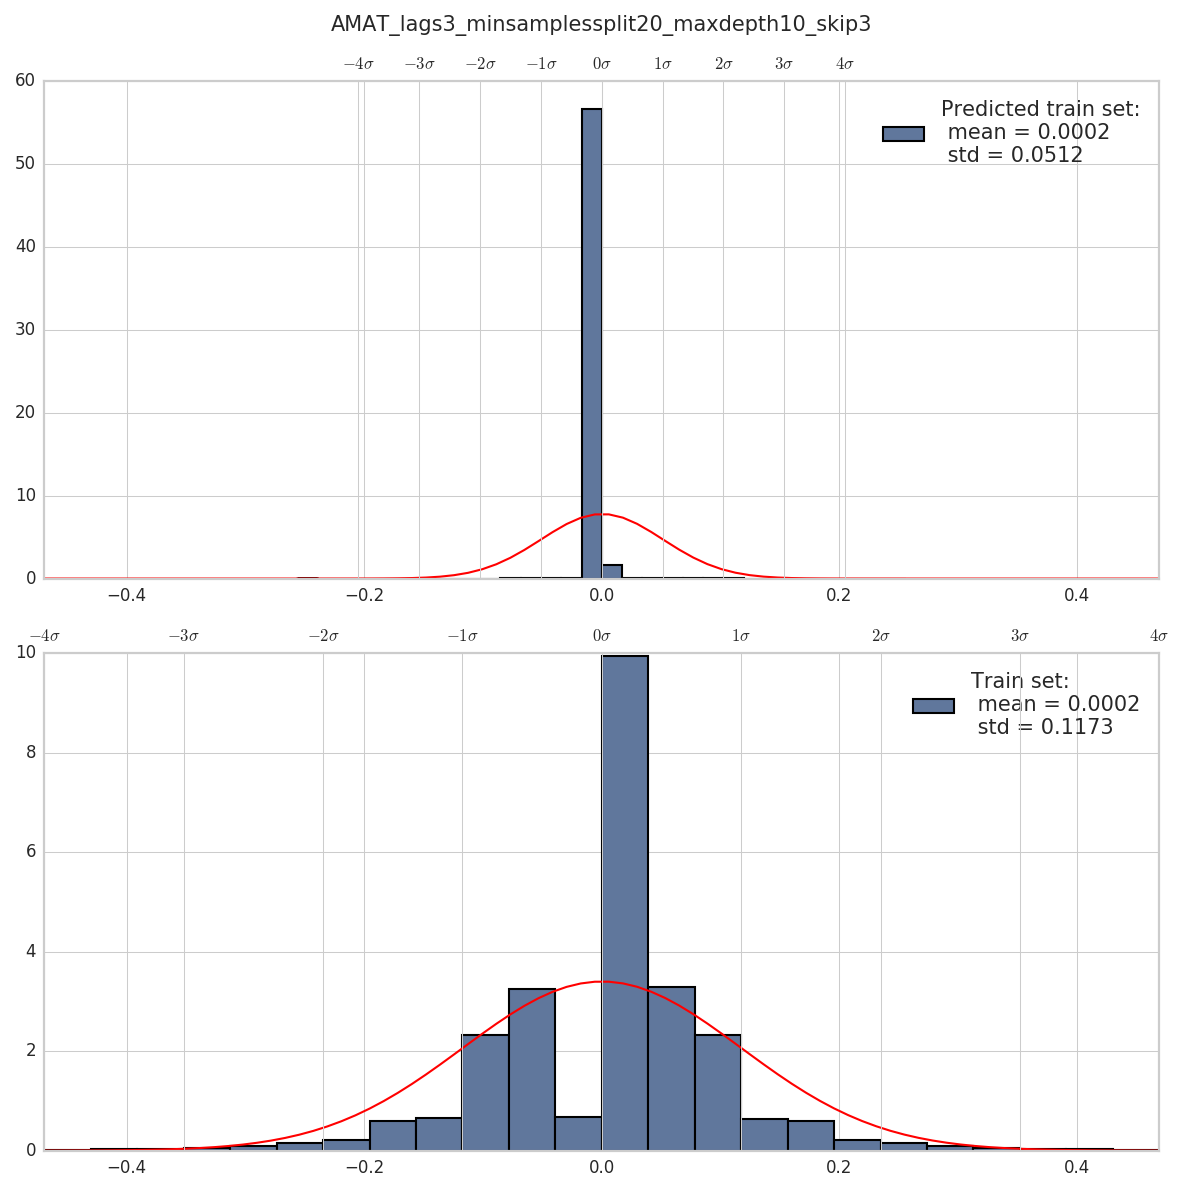 AMAT_lags3_minsamplessplit20_maxdepth10_skip3
−4σ −3σ −2σ −1σ 0σ 1σ 2σ 3σ 4σ
60
50
40
30
20
10
0
Predicted train set:
mean = 0.0002
std = 0.0512
−0.4 −0.2 0.0 0.2 0.4
−4σ −3σ −2σ −1σ 0σ 1σ 2σ 3σ 4σ
10
8
6
4
2
0
Train set:
mean = 0.0002
std = 0.1173
−0.4 −0.2 0.0 0.2 0.4